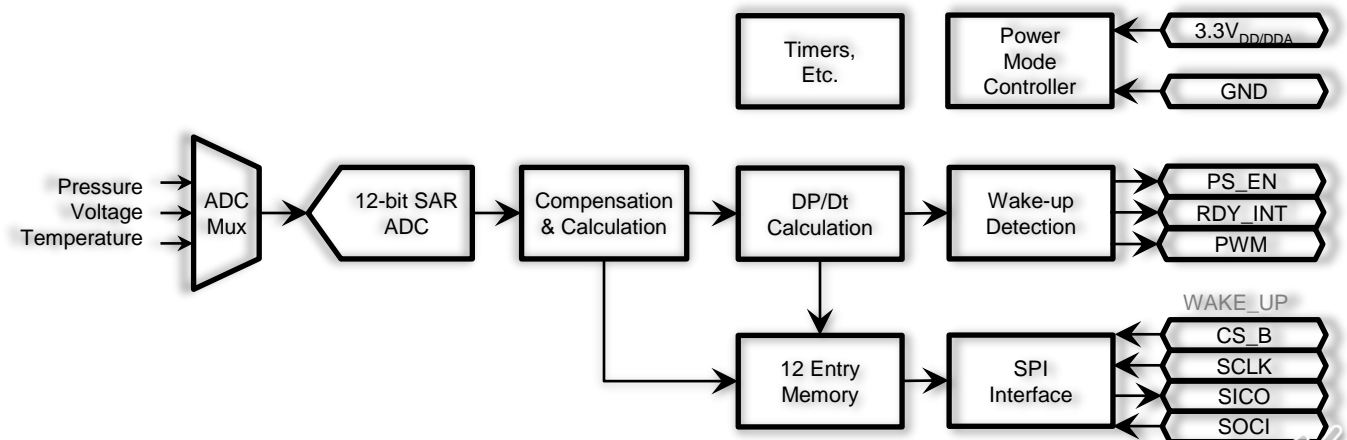 Timers,
Etc.
Power
Mode
Controller
3.3VDD/DDA
GND
Pressure
Voltage
Temperature
ADC
Mux
12-bit SAR
ADC
Compensation
& Calculation
DP/Dt
Calculation
Wake-up
Detection
PS_EN
RDY_INT
PWM
12 Entry
Memory
SPI
Interface
WAKE_UP
CS_B
SCLK
SICO
SOCI